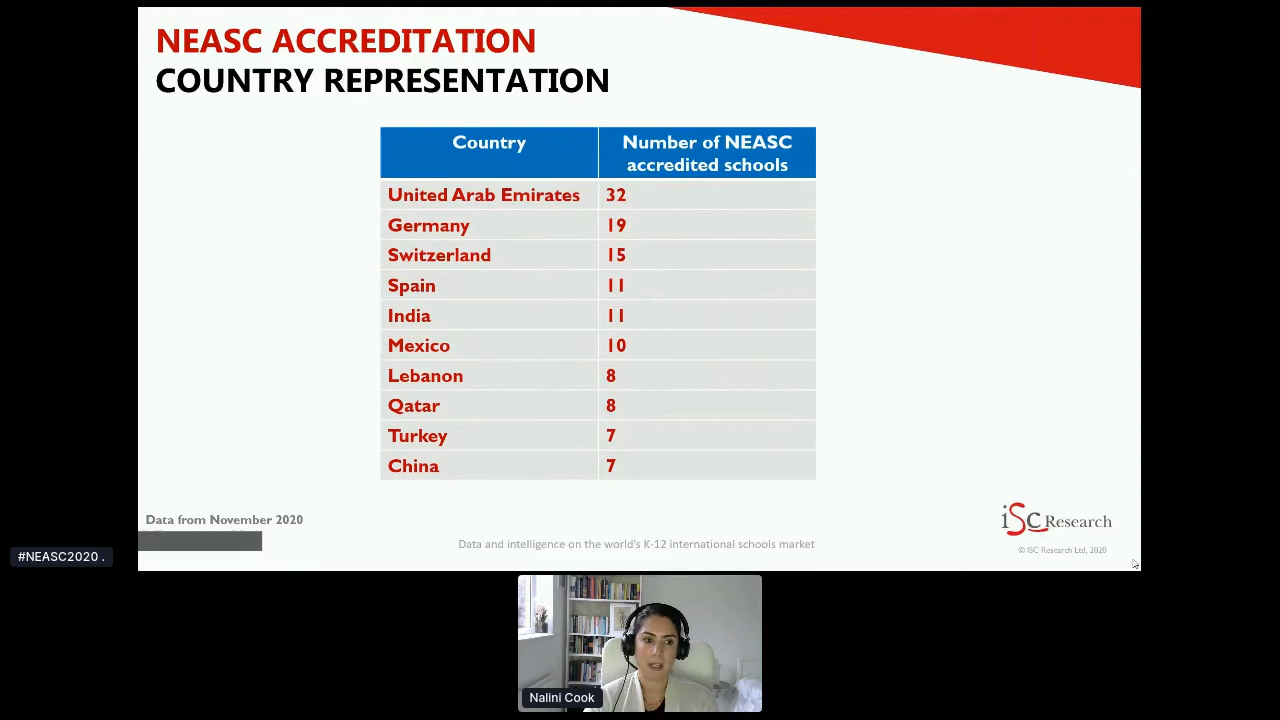 NEASC ACCREDITATION
COUNTRY REPRESENTATION
Country
Number of NEASC
accredited schools
United Arab Emirates 32
Germany 19
Switzerland 15
Spain 11
India 11
Mexico 10
Lebanon 8
Qatar 8
Turkey 7
China 7
Data from November 2020
iSC Research
Data and intelligence on the world's K-12 international schools market
© ISC Research Ltd, 2020
#NEASC2020 .
Nalini Cook